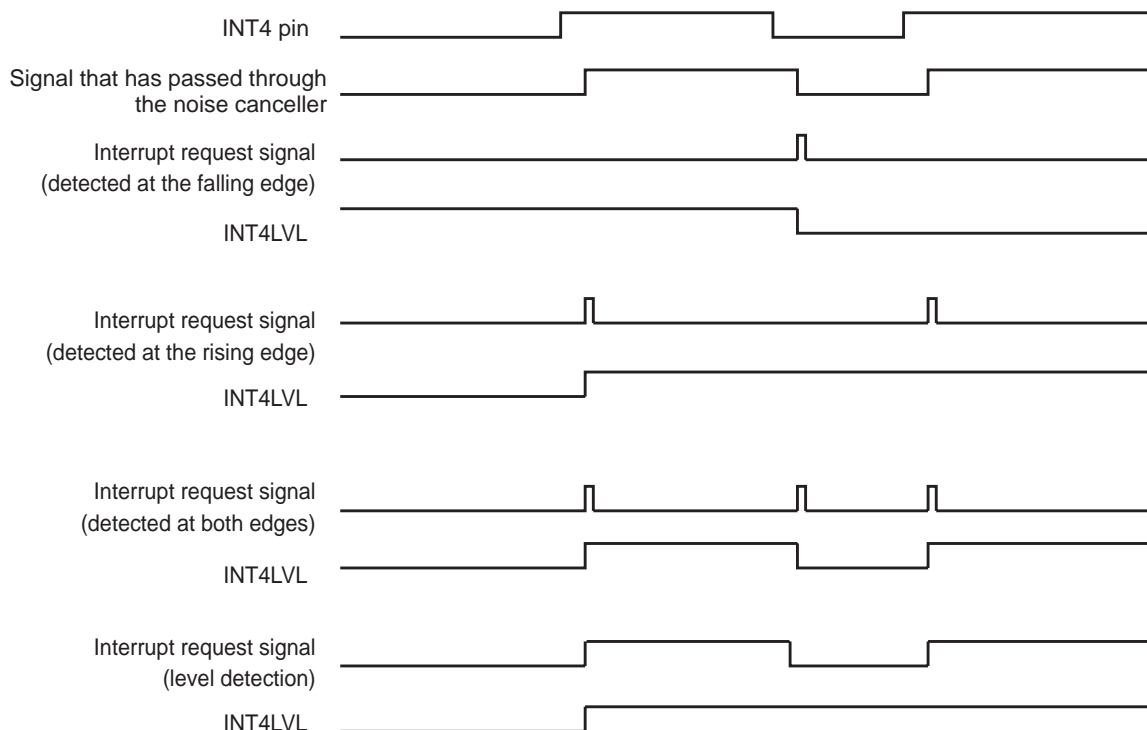 INT4 pin
Signal that has passed through
the noise canceller
Interrupt request signal
(detected at the falling edge)
INT4LVL
Interrupt request signal
(detected at the rising edge)
INT4LVL
Interrupt request signal
(detected at both edges)
INT4LVL
Interrupt request signal
(level detection)
INT4LVL